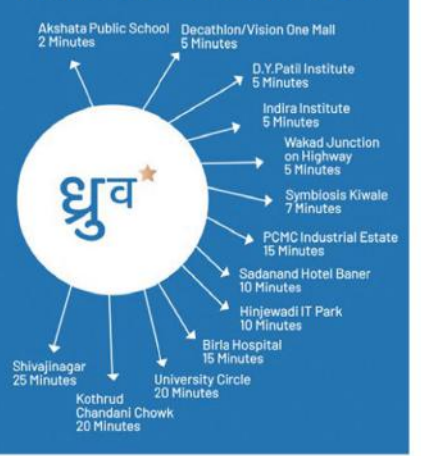 Akshata Public School
2 Minutes
Decathlon/Vision One Mall
5 Minutes
D.Y.Patil Institute
5 Minutes
Indira Institute
5 Minutes
Wakad Junction
on Highway
5 Minutes
Symbiosis Kiwale
7 Minutes
PCMC Industrial Estate
15 Minutes
Sadanand Hotel Baner
10 Minutes
Hinjewadi IT Park
10 Minutes
Birla Hospital
15 Minutes
University Circle
20 Minutes
Kothrud
Chandani Chowk
20 Minutes
Shivajinagar
25 Minutes
ध्रुव